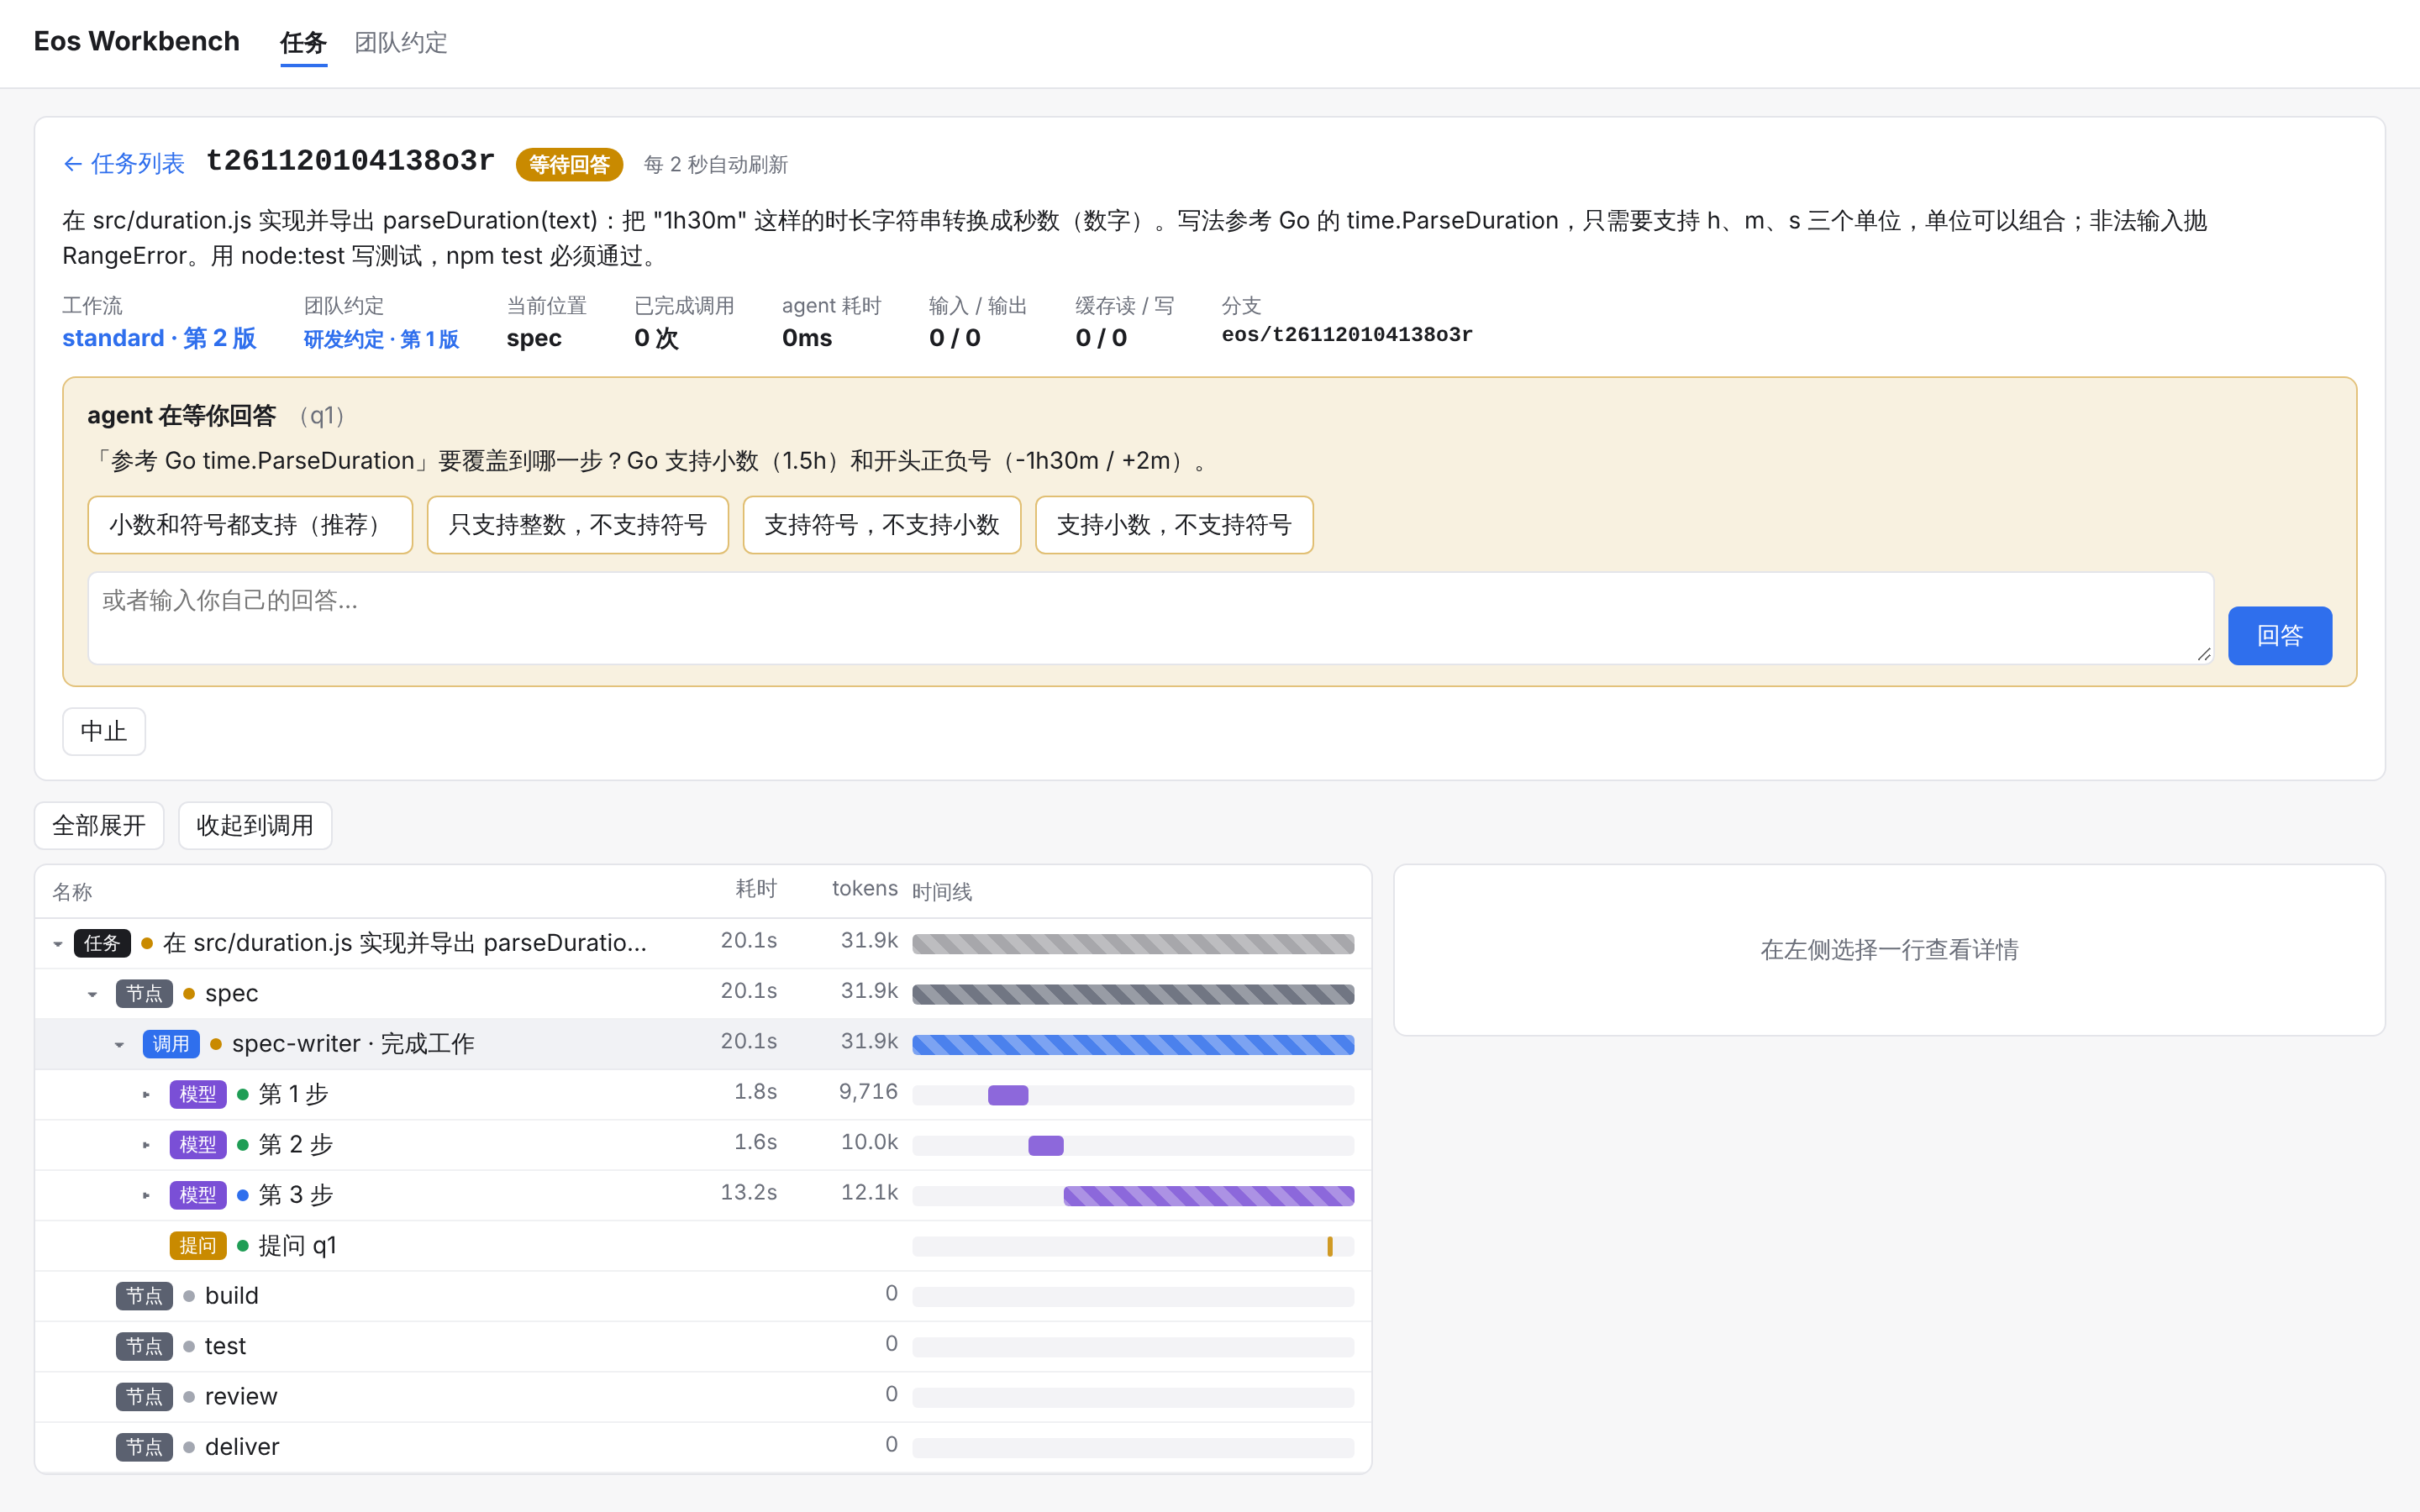 Eos Workbench 任务 团队约定
← 任务列表 t261120104138o3r 等待回答 每 2 秒自动刷新
在 src/duration.js 实现并导出 parseDuration(text)：把 "1h30m" 这样的时长字符串转换成秒数（数字）。写法参考 Go 的 time.ParseDuration，只需要支持 h、m、s 三个单位，单位可以组合；非法输入抛
RangeError。用 node:test 写测试，npm test 必须通过。
工作流 团队约定 当前位置 已完成调用 agent 耗时 输入 / 输出 缓存读 / 写 分支
standard · 第 2 版 研发约定 · 第 1 版 spec 0 次 0ms 0 / 0 0 / 0 eos/t261120104138o3r
agent 在等你回答 （q1）
「参考 Go time.ParseDuration」要覆盖到哪一步？Go 支持小数（1.5h）和开头正负号（-1h30m / +2m）。
小数和符号都支持（推荐） 只支持整数，不支持符号 支持符号，不支持小数 支持小数，不支持符号
或者输入你自己的回答...
回答
中止
全部展开 收起到调用
名称 耗时 tokens 时间线
任务 在 src/duration.js 实现并导出 parseDuratio... 20.1s 31.9k
节点 spec 20.1s 31.9k
调用 spec-writer · 完成工作 20.1s 31.9k
模型 第 1 步 1.8s 9,716
模型 第 2 步 1.6s 10.0k
模型 第 3 步 13.2s 12.1k
提问 提问 q1
节点 build 0
节点 test 0
节点 review 0
节点 deliver 0
在左侧选择一行查看详情